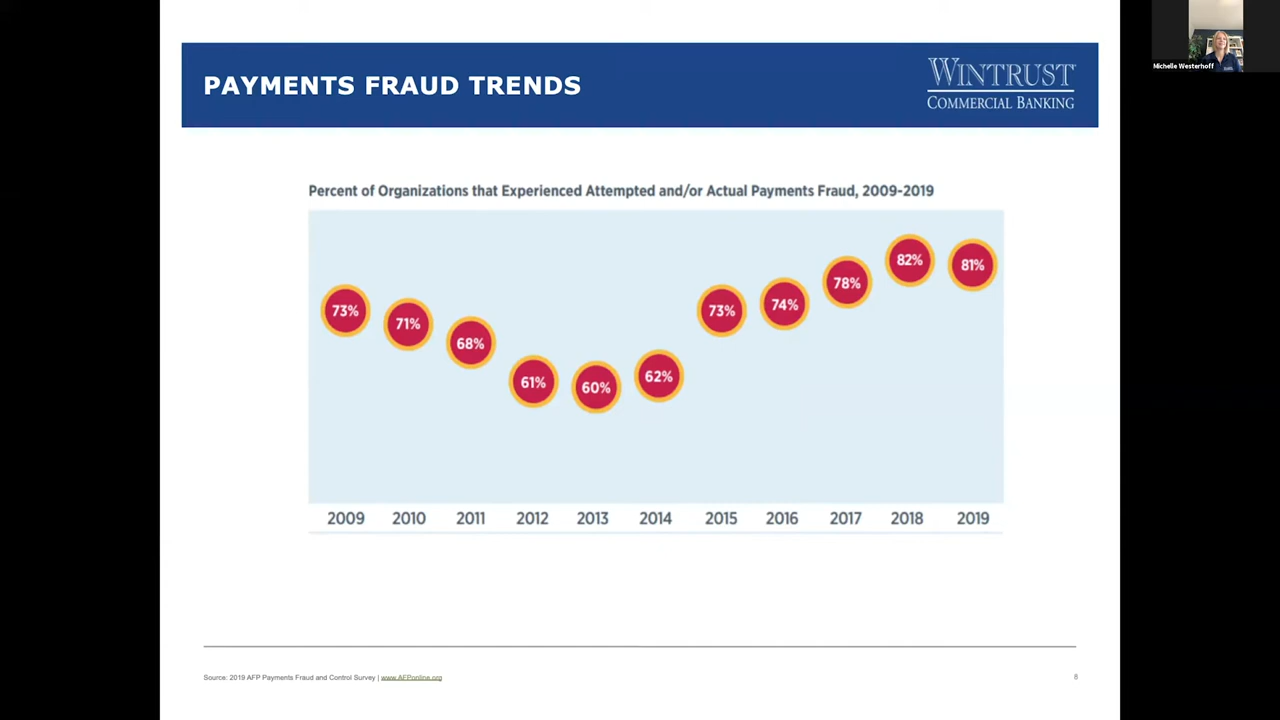 PAYMENTS FRAUD TRENDS
WINTRUST
COMMERCIAL BANKING
Michelle Westerhoff
Percent of Organizations that Experienced Attempted and/or Actual Payments Fraud, 2009-2019
73%
71%
68%
61%
60%
62%
73%
74%
78%
82%
81%
2009 2010 2011 2012 2013 2014 2015 2016 2017 2018 2019
Source: 2019 AFP Payments Fraud and Control Survey | www.AFPonline.org
8